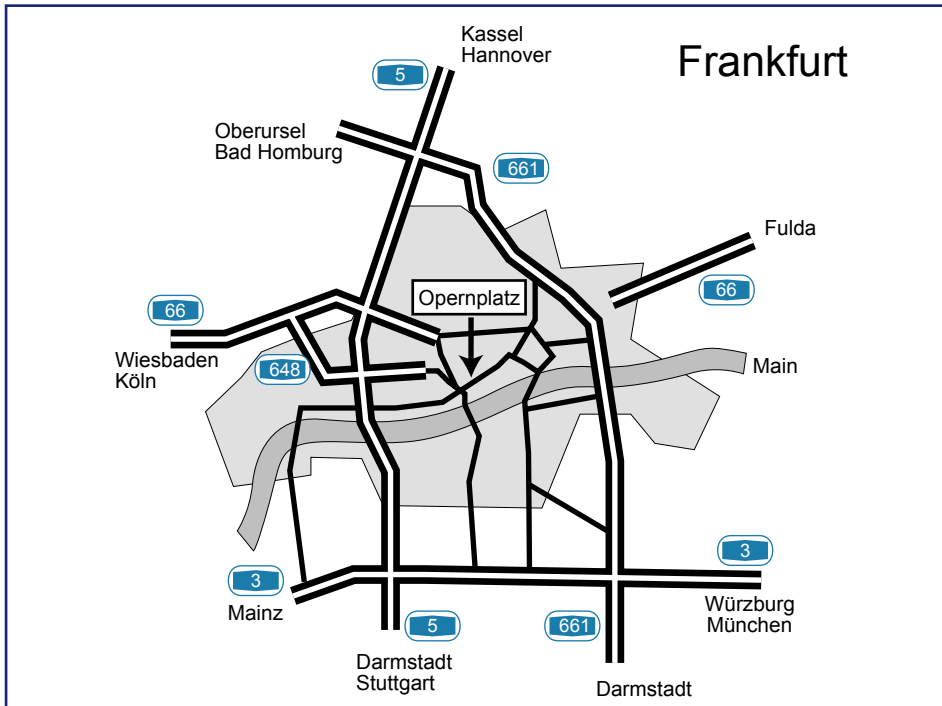 Kassel
Hannover
Frankfurt
5
Oberursel
Bad Homburg
661
Fulda
66
Opernplatz
66
Wiesbaden
Köln
648
Main
3
Mainz
3
Würzburg
München
5
661
Darmstadt
Stuttgart
Darmstadt